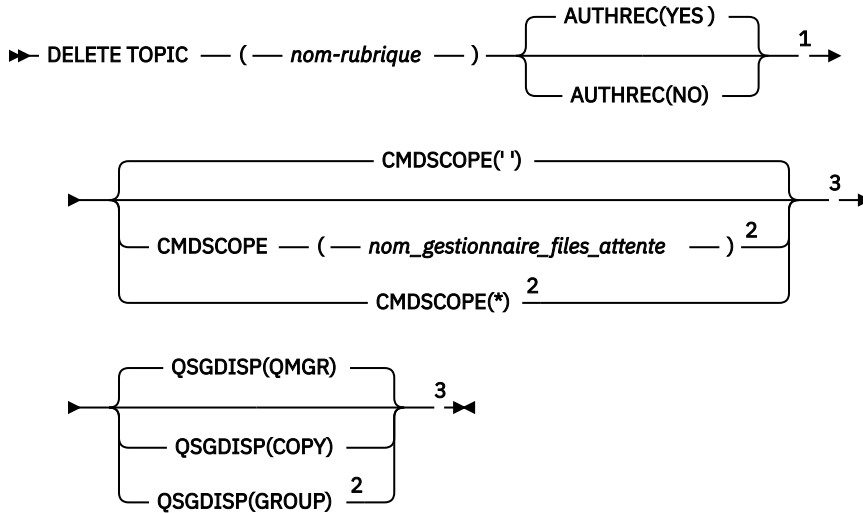 AUTHREC(YES )
DELETE TOPIC ( nom-rubrique ) 1
AUTHREC(NO)
CMDSCOPE(' ')
3
CMDSCOPE ( nom_gestionnaire_files_attente ) 2
CMDSCOPE(*) 2
QSGDISP(QMGR)
3
QSGDISP(COPY)
QSGDISP(GROUP) 2